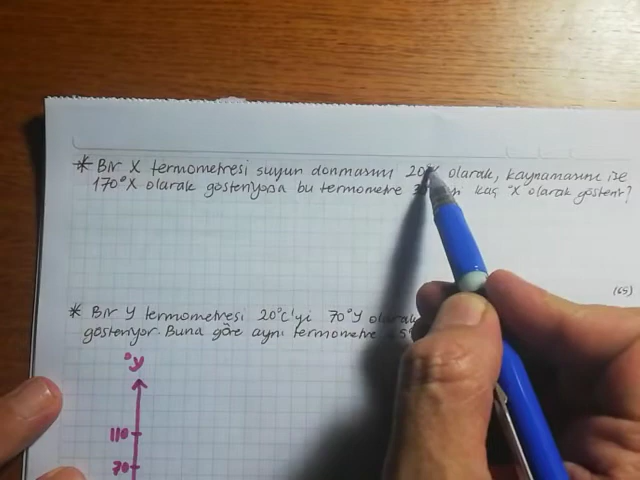 * Bir X termometresi suyun donmasını 20°X olarak, kaynamasını ise
170°X olarak gösteriyorsa bu termometre kaç °X olarak gösterir?
(65)
* Bir Y termometresi 20°C'yi 70°Y olarak
gösteriyor. Buna göre aynı termometre
°Y
110
70